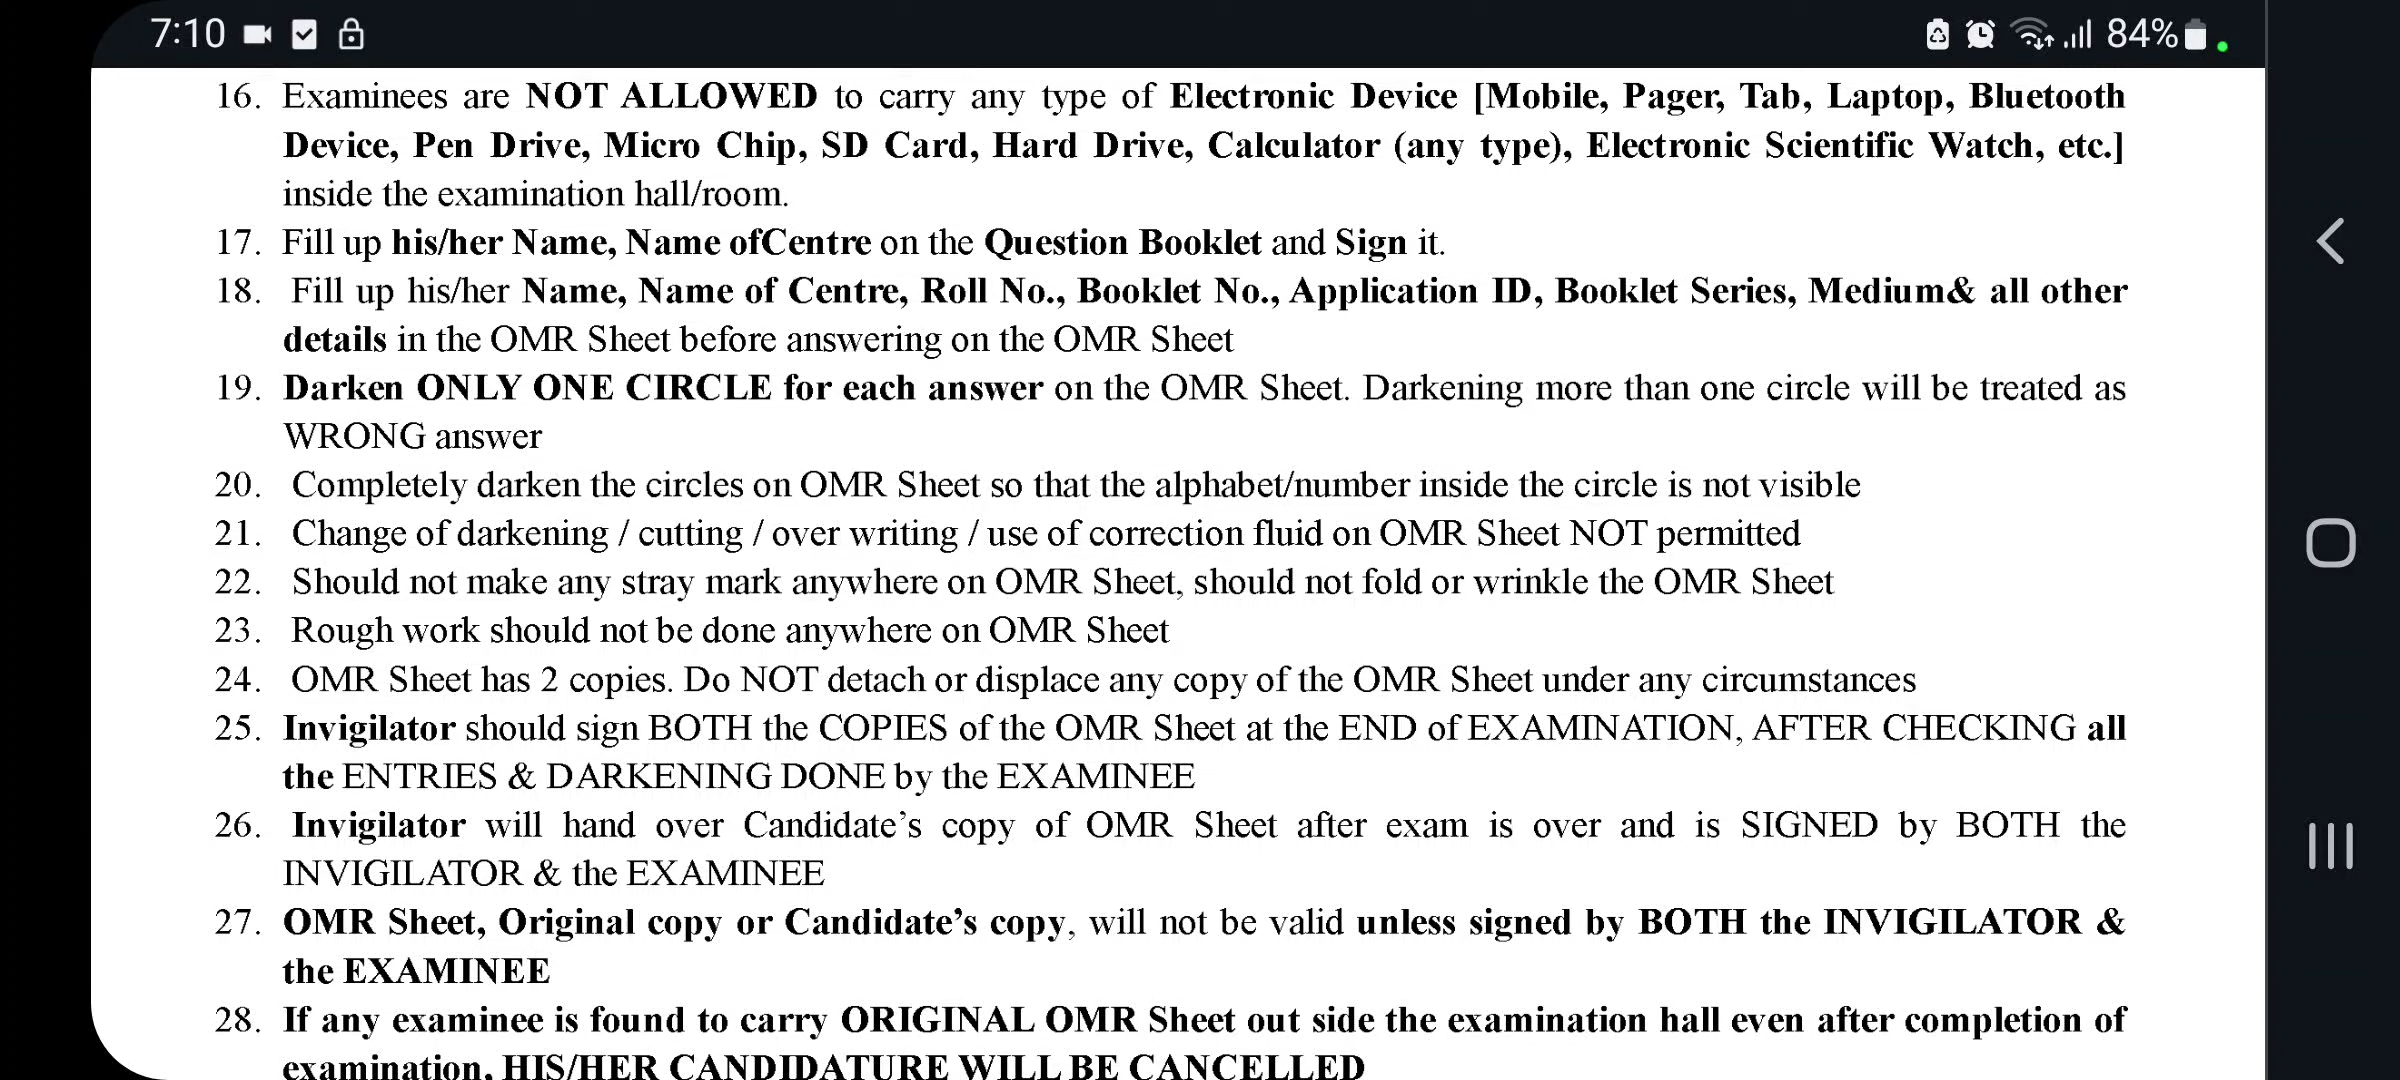 7:10
84%
16. Examinees are NOT ALLOWED to carry any type of Electronic Device [Mobile, Pager, Tab, Laptop, Bluetooth
Device, Pen Drive, Micro Chip, SD Card, Hard Drive, Calculator (any type), Electronic Scientific Watch, etc.]
inside the examination hall/room.
17. Fill up his/her Name, Name ofCentre on the Question Booklet and Sign it.
18. Fill up his/her Name, Name of Centre, Roll No., Booklet No., Application ID, Booklet Series, Medium& all other
details in the OMR Sheet before answering on the OMR Sheet
19. Darken ONLY ONE CIRCLE for each answer on the OMR Sheet. Darkening more than one circle will be treated as
WRONG answer
20. Completely darken the circles on OMR Sheet so that the alphabet/number inside the circle is not visible
21. Change of darkening / cutting / over writing / use of correction fluid on OMR Sheet NOT permitted
22. Should not make any stray mark anywhere on OMR Sheet, should not fold or wrinkle the OMR Sheet
23. Rough work should not be done anywhere on OMR Sheet
24. OMR Sheet has 2 copies. Do NOT detach or displace any copy of the OMR Sheet under any circumstances
25. Invigilator should sign BOTH the COPIES of the OMR Sheet at the END of EXAMINATION, AFTER CHECKING all
the ENTRIES & DARKENING DONE by the EXAMINEE
26. Invigilator will hand over Candidate’s copy of OMR Sheet after exam is over and is SIGNED by BOTH the
INVIGILATOR & the EXAMINEE
27. OMR Sheet, Original copy or Candidate’s copy, will not be valid unless signed by BOTH the INVIGILATOR &
the EXAMINEE
28. If any examinee is found to carry ORIGINAL OMR Sheet out side the examination hall even after completion of
examination, HIS/HER CANDIDATURE WILL BE CANCELLED